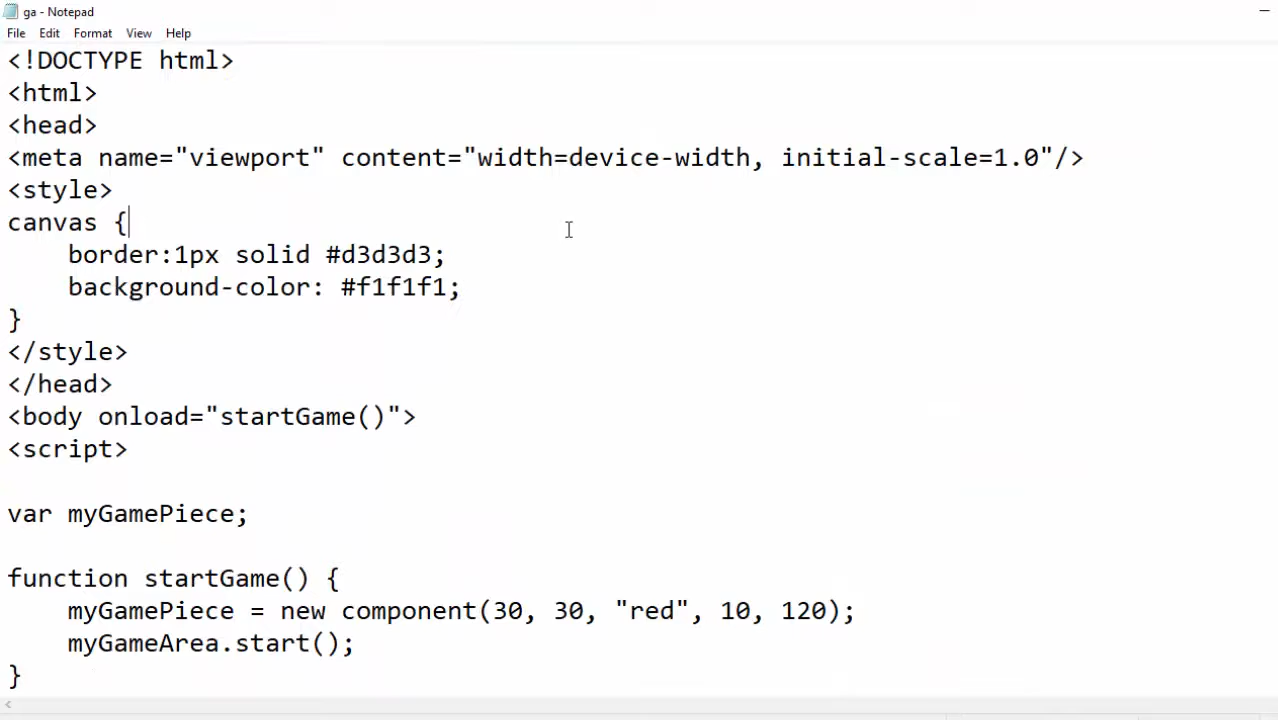 ga - Notepad
File Edit Format View Help
<!DOCTYPE html>
<html>
<head>
<meta name="viewport" content="width=device-width, initial-scale=1.0"/>
<style>
canvas {
    border:1px solid #d3d3d3;
    background-color: #f1f1f1;
}
</style>
</head>
<body onload="startGame()">
<script>

var myGamePiece;

function startGame() {
    myGamePiece = new component(30, 30, "red", 10, 120);
    myGameArea.start();
}